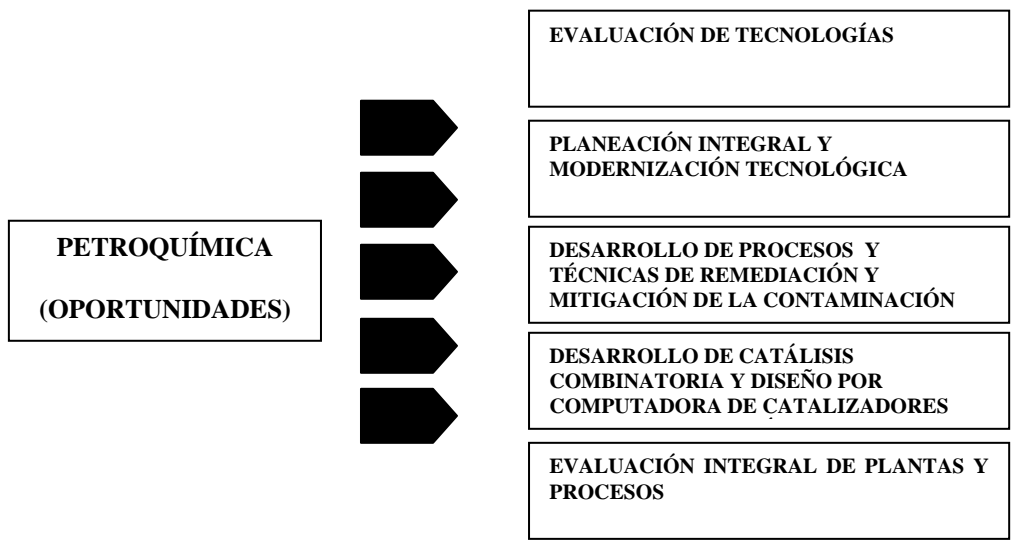 PETROQUÍMICA
(OPORTUNIDADES)
EVALUACIÓN DE TECNOLOGÍAS
PLANEACIÓN INTEGRAL Y
MODERNIZACIÓN TECNOLÓGICA
DESARROLLO DE PROCESOS Y
TÉCNICAS DE REMEDIACIÓN Y
MITIGACIÓN DE LA CONTAMINACIÓN
DESARROLLO DE CATÁLISIS
COMBINATORIA Y DISEÑO POR
COMPUTADORA DE CATALIZADORES
EVALUACIÓN INTEGRAL DE PLANTAS Y
PROCESOS